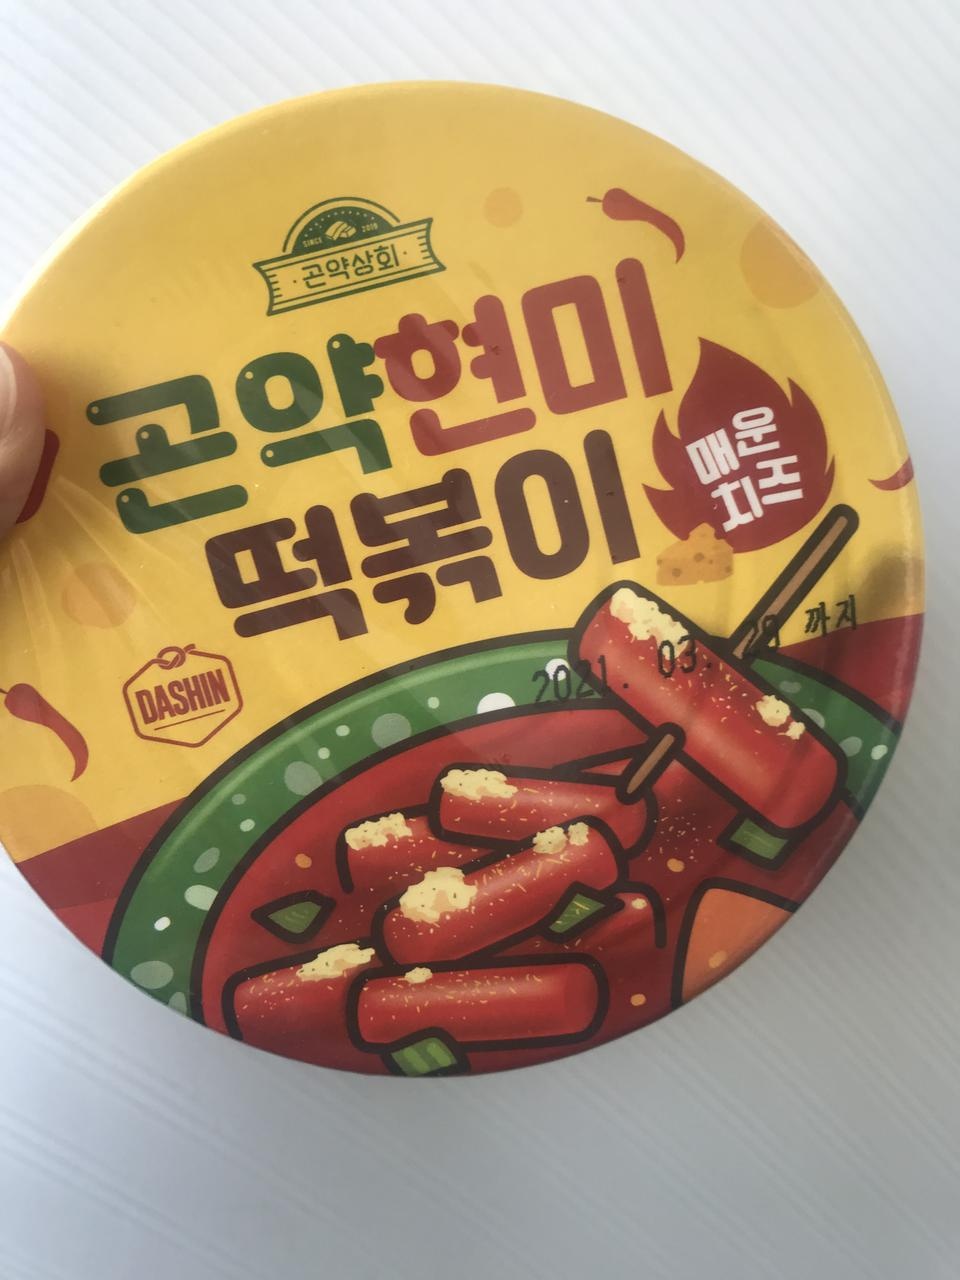 SINCE 2019
·곤약상회·
곤약현미
떡볶이
매운
치즈
DASHIN
2021. 03. 까지